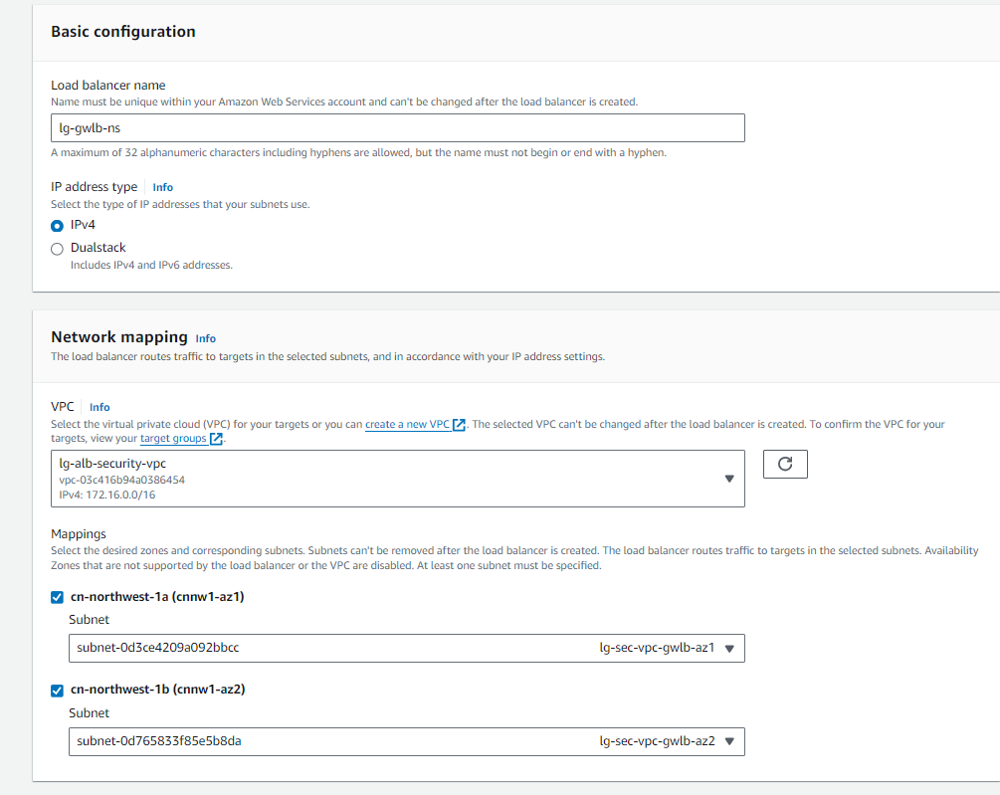 Basic configuration
Load balancer name
Name must be unique within your Amazon Web Services account and can't be changed after the load balancer is created.
lg-gwlb-ns
A maximum of 32 alphanumeric characters including hyphens are allowed, but the name must not begin or end with a hyphen.
IP address type Info
Select the type of IP addresses that your subnets use.
IPv4
Dualstack
Includes IPv4 and IPv6 addresses.
Network mapping Info
The load balancer routes traffic to targets in the selected subnets, and in accordance with your IP address settings.
VPC Info
Select the virtual private cloud (VPC) for your targets or you can create a new VPC. The selected VPC can't be changed after the load balancer is created. To confirm the VPC for your
targets, view your target groups.
lg-alb-security-vpc
vpc-03c416b94a0386454
IPv4: 172.16.0.0/16
Mappings
Select the desired zones and corresponding subnets. Subnets can't be removed after the load balancer is created. The load balancer routes traffic to targets in the selected subnets. Availability
Zones that are not supported by the load balancer or the VPC are disabled. At least one subnet must be specified.
cn-northwest-1a (cnnw1-az1)
Subnet
subnet-0d3ce4209a092bbcc lg-sec-vpc-gwlb-az1
cn-northwest-1b (cnnw1-az2)
Subnet
subnet-0d765833f85e5b8da lg-sec-vpc-gwlb-az2